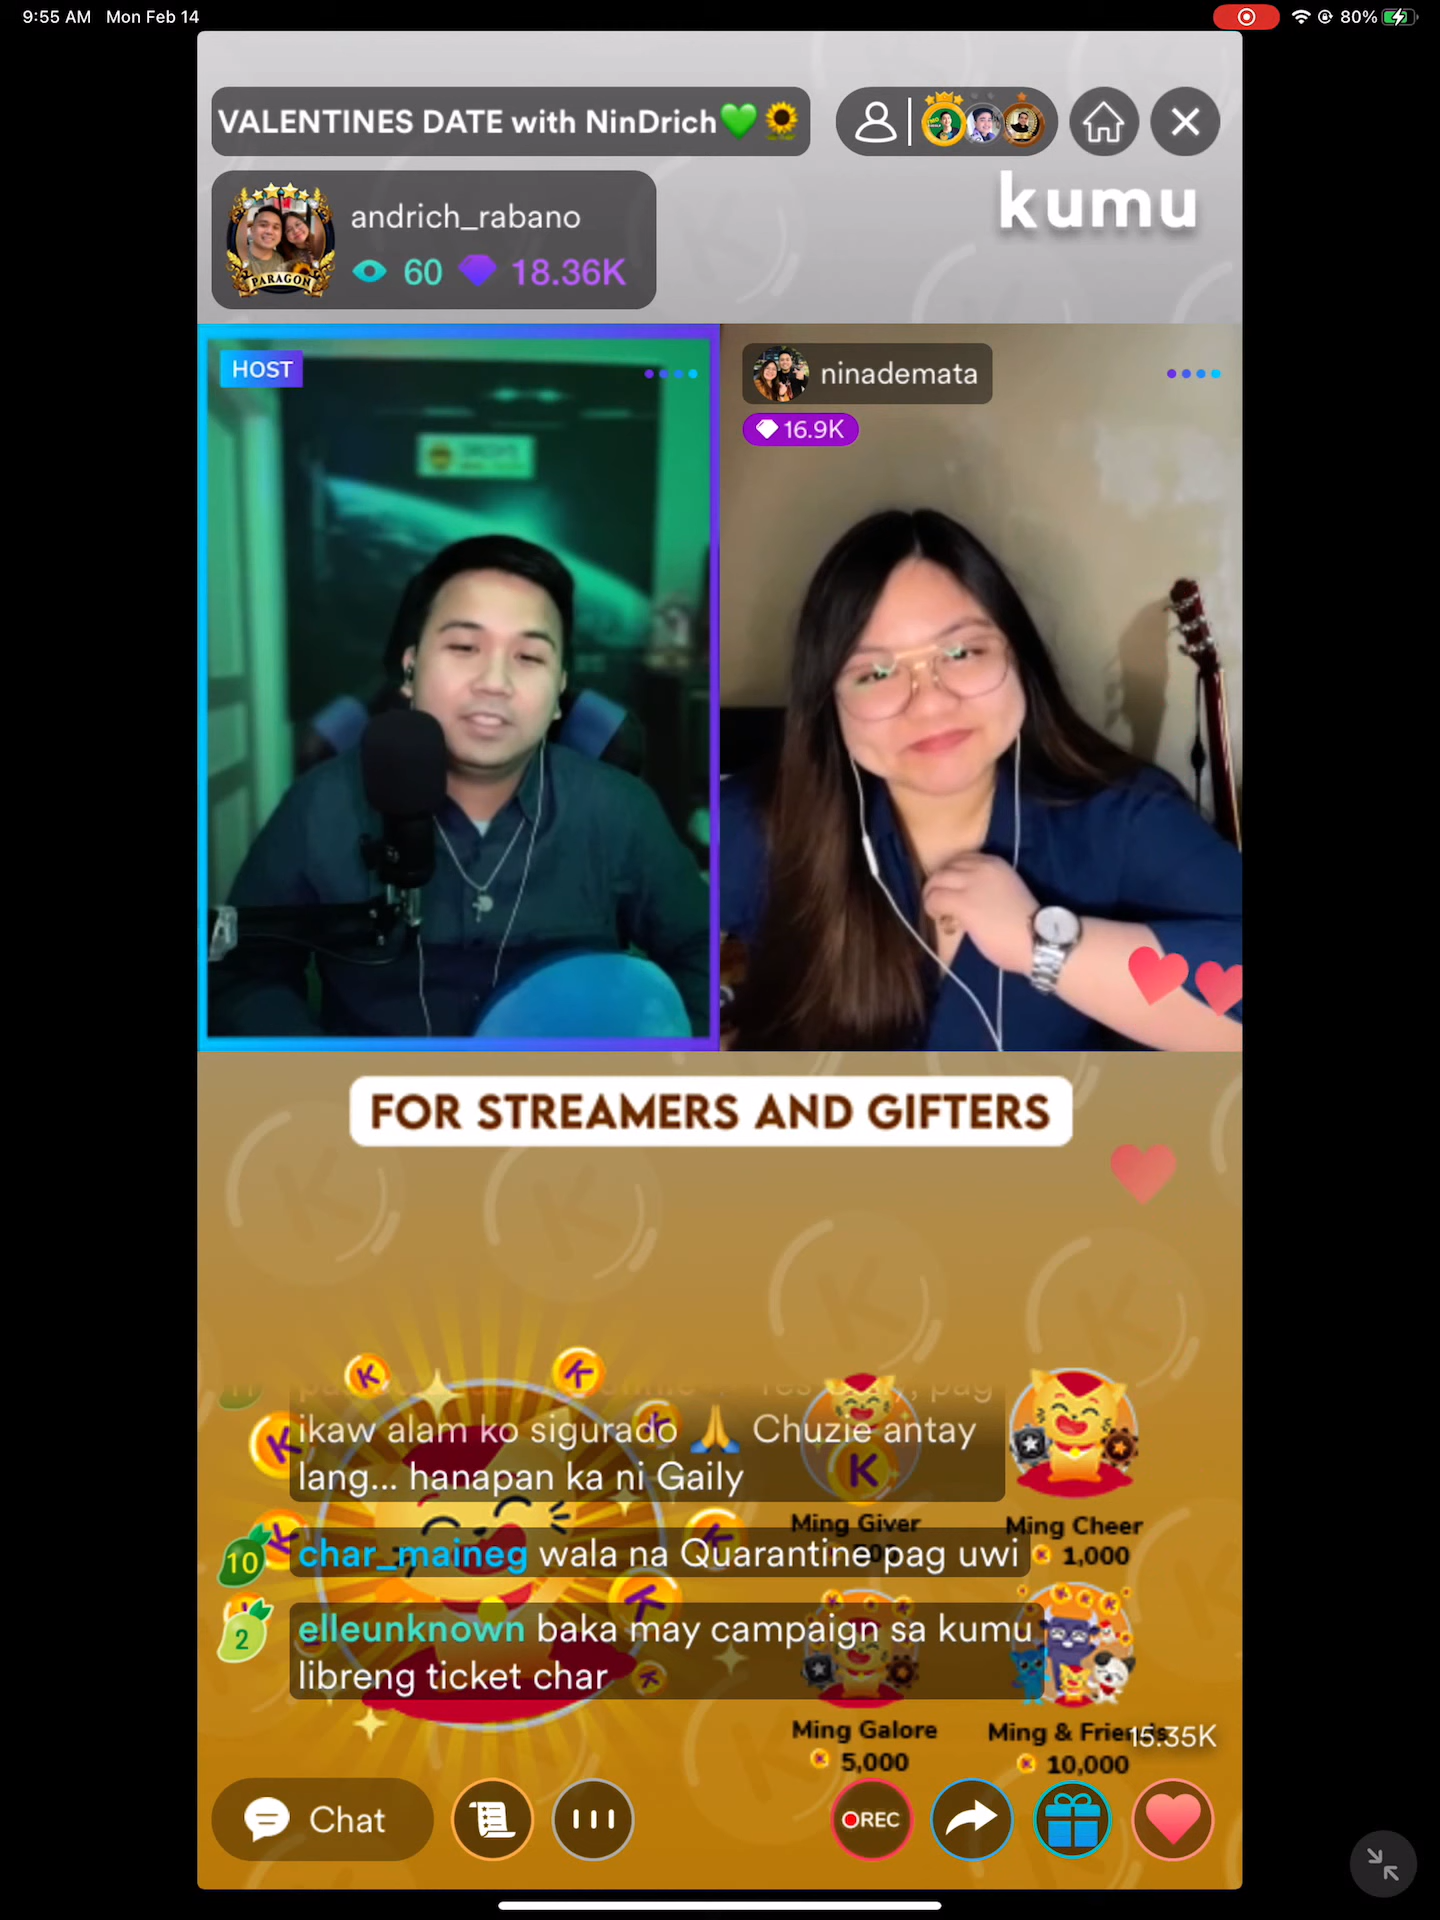 9:55 AM Mon Feb 14
80%
VALENTINES DATE with NinDrich💚🌻
andrich_rabano
PARAGON
60 18.36K
kumu
HOST
ninademata
16.9K
FOR STREAMERS AND GIFTERS
pag
ikaw alam ko sigurado 🙏 Chuzie antay
lang... hanapan ka ni Gaily
Ming Giver
Ming Cheer
1,000
10 char_maineg wala na Quarantine pag uwi
2 elleunknown baka may campaign sa kumu
libreng ticket char
Ming Galore
5,000
Ming & Friends
10,000
15.35K
Chat
REC